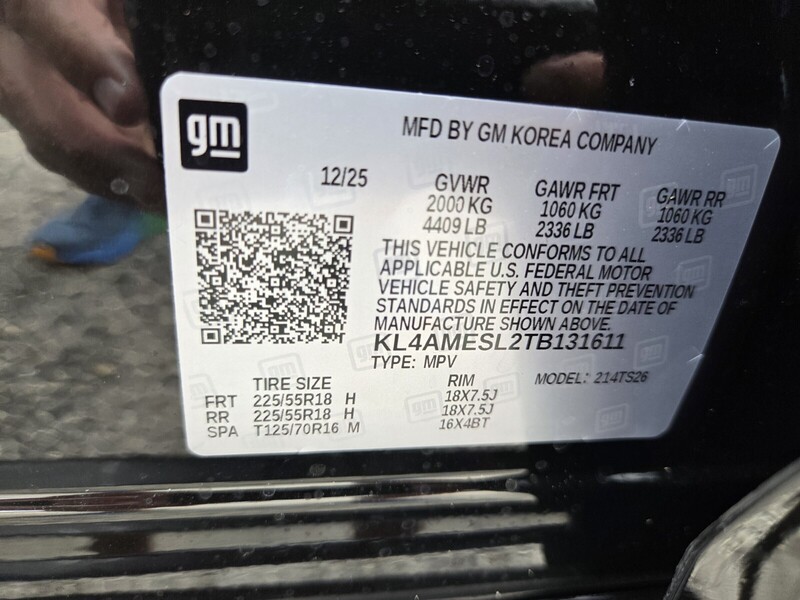 gm
MFD BY GM KOREA COMPANY
12/25 GVWR GAWR FRT GAWR RR
2000 KG 1060 KG 1060 KG
4409 LB 2336 LB 2336 LB
THIS VEHICLE CONFORMS TO ALL
APPLICABLE U.S. FEDERAL MOTOR
VEHICLE SAFETY AND THEFT PREVENTION
STANDARDS IN EFFECT ON THE DATE OF
MANUFACTURE SHOWN ABOVE.
KL4AMESL2TB131611
TYPE: MPV MODEL: 214TS26
TIRE SIZE RIM
FRT 225/55R18 H 18X7.5J
RR 225/55R18 H 18X7.5J
SPA T125/70R16 M 16X4BT